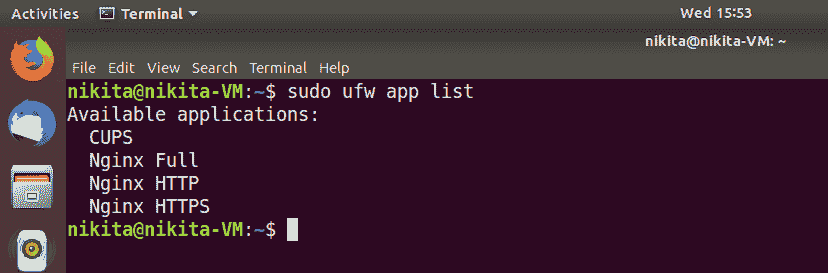 Activities Terminal Wed 15:53
nikita@nikita-VM: ~
File Edit View Search Terminal Help
nikita@nikita-VM:~$ sudo ufw app list
Available applications:
  CUPS
  Nginx Full
  Nginx HTTP
  Nginx HTTPS
nikita@nikita-VM:~$